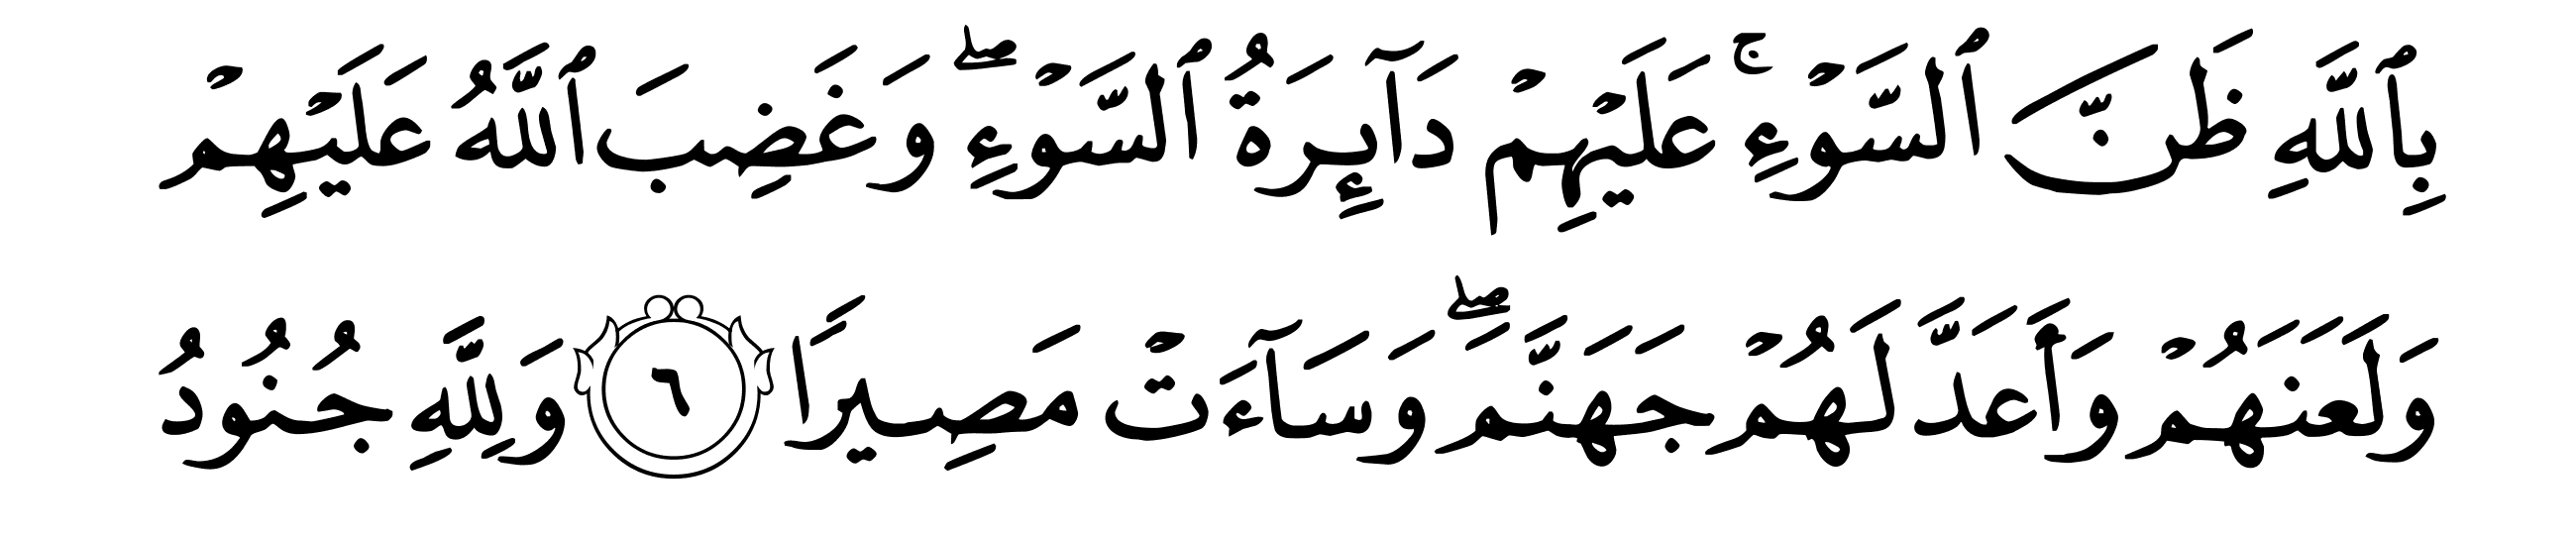 بِٱللَّهِ ظَنَّ ٱلسَّوْءِۚ عَلَيْهِمْ دَآئِرَةُ ٱلسَّوْءِۖ وَغَضِبَ ٱللَّهُ عَلَيْهِمْ
وَلَعَنَهُمْ وَأَعَدَّ لَهُمْ جَهَنَّمَۖ وَسَآءَتْ مَصِيرًا ٦ وَلِلَّهِ جُنُودُ